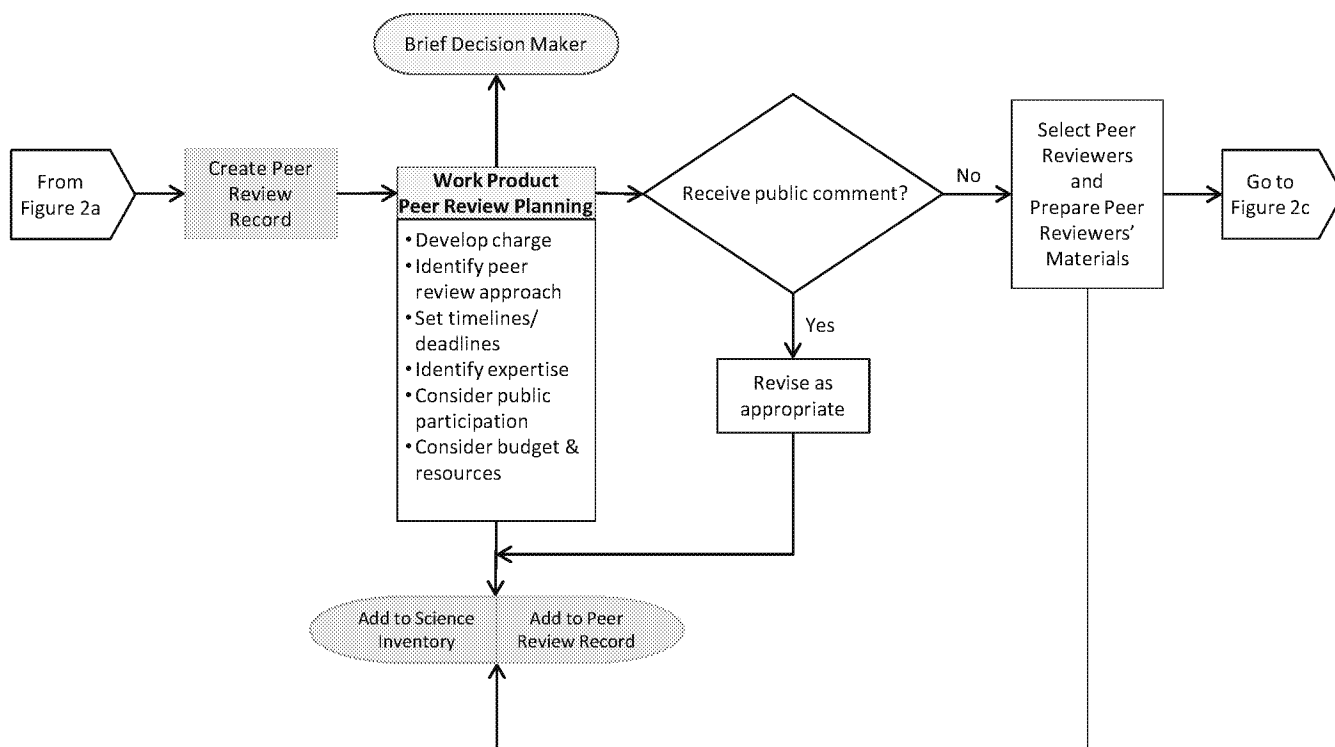 Brief Decision Maker
From
Figure 2a
Create Peer
Review
Record
Work Product
Peer Review Planning
• Develop charge
• Identify peer
review approach
• Set timelines/
deadlines
• Identify expertise
• Consider public
participation
• Consider budget &
resources
Receive public comment?
No
Yes
Revise as
appropriate
Select Peer
Reviewers
and
Prepare Peer
Reviewers’
Materials
Go to
Figure 2c
Add to Science
Inventory
Add to Peer
Review Record